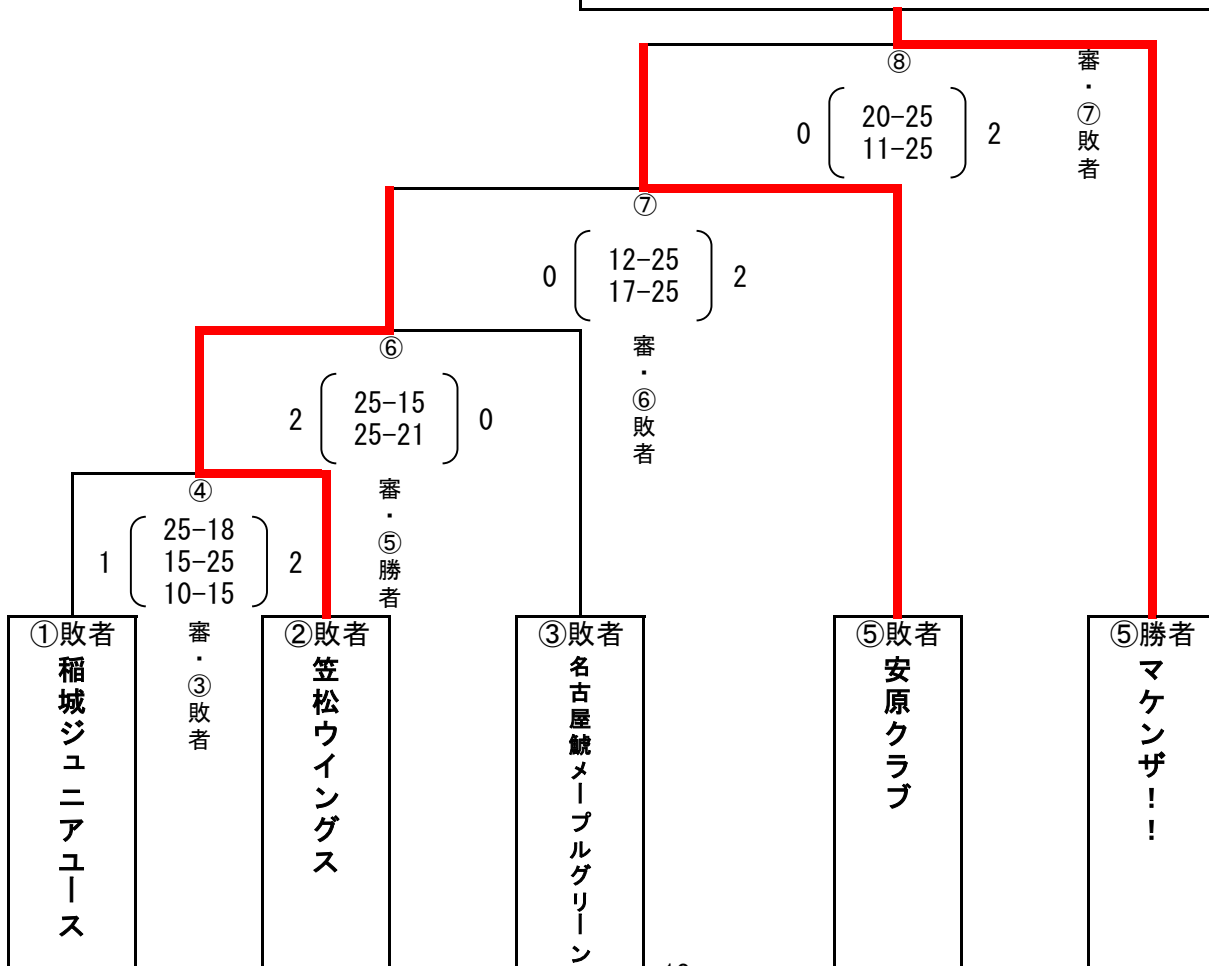 ⑧
0 20-25 2
11-25
審・⑦敗者
⑦
0 12-25 2
17-25
審・⑥敗者
⑥
2 25-15 0
25-21
審・⑤勝者
④
25-18
1 15-25 2
10-15
審・③敗者
①敗者
稲城ジュニアユース
②敗者
笠松ウイングス
③敗者
名古屋鯱メープルグリーン
⑤敗者
安原クラブ
⑤勝者
マケンザ！！